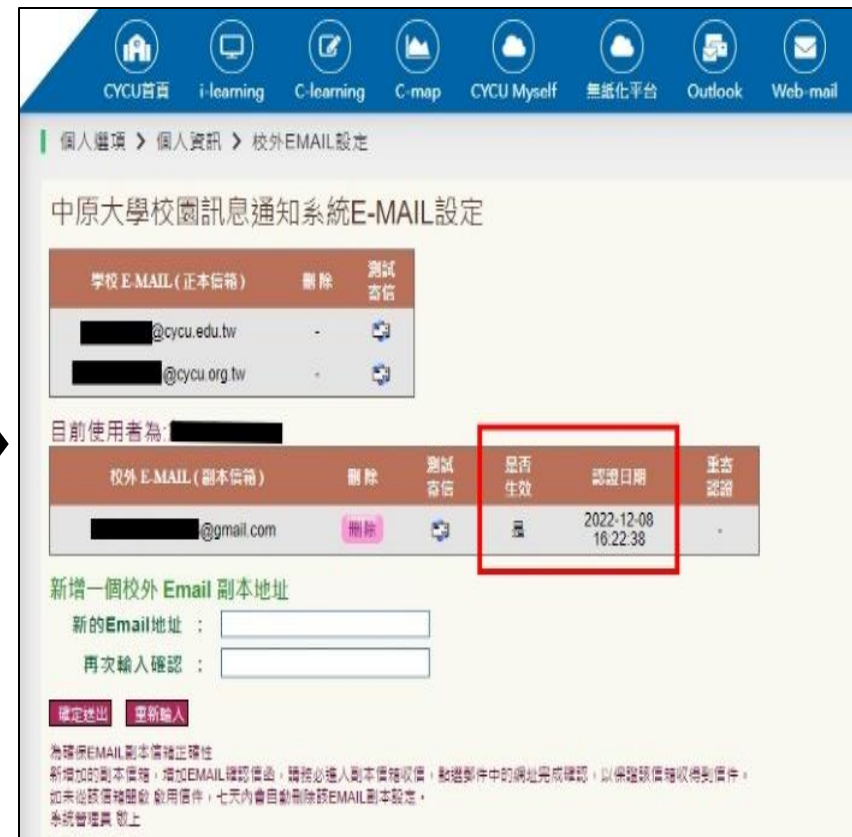 CYCU首頁 i-learning C-learning C-map CYCU Myself 無紙化平台 Outlook Web-mail
個人選項 > 個人資訊 > 校外EMAIL設定
中原大學校園訊息通知系統E-MAIL設定
學校 E-MAIL (正本信箱) 刪除 測試寄信
@cycu.edu.tw -
@cycu.org.tw -
目前使用者為:
校外 E-MAIL (副本信箱) 刪除 測試寄信 是否生效 認證日期 重寄認證
@gmail.com 刪除 是 2022-12-08 16:22:38 -
新增一個校外 Email 副本地址
新的Email地址 :
再次輸入確認 :
確定送出 重新輸入
為確保EMAIL副本信箱正確性
新增加的副本信箱，增加EMAIL確認信函，請務必進入副本信箱收信，點選郵件中的網址完成確認，以保證該信箱收得到信件。
如未從該信箱開啟 啟用信件，七天內會自動刪除該EMAIL副本設定。
系統管理員 敬上